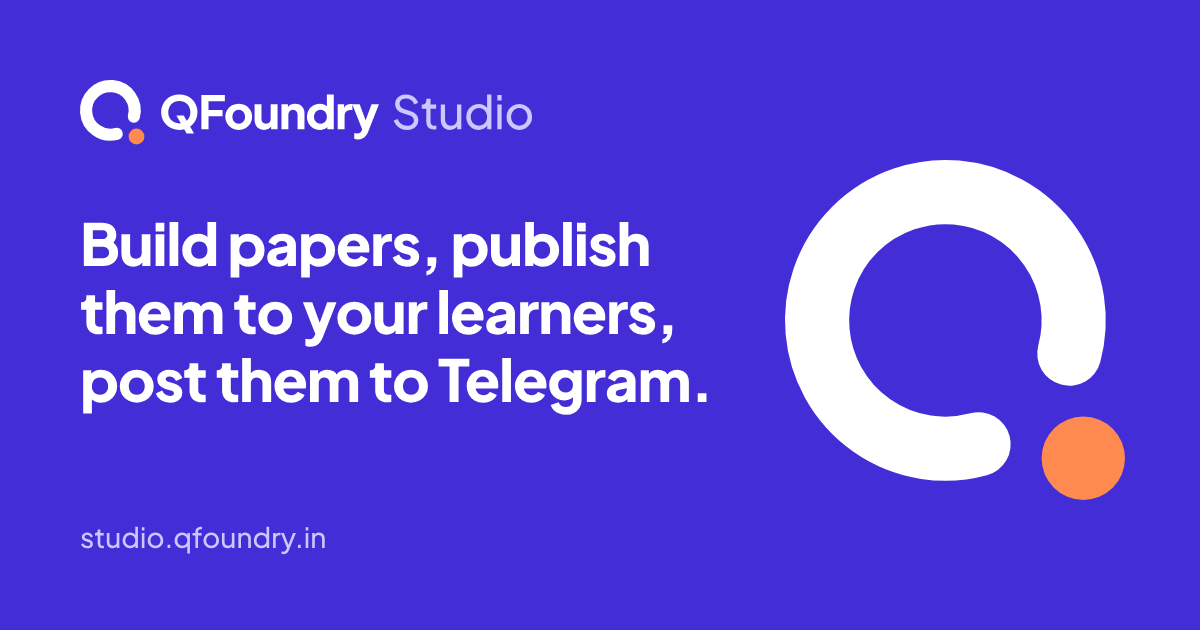 QFoundry Studio
Build papers, publish
them to your learners,
post them to Telegram.
studio.qfoundry.in